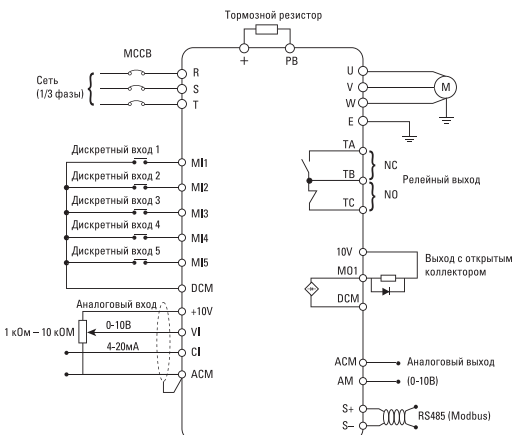 Тормозной резистор
+ PB
MCCB
Сеть
(1/3 фазы)
R
S
T
U
V
W
E
M
Дискретный вход 1
MI1
Дискретный вход 2
MI2
Дискретный вход 3
MI3
Дискретный вход 4
MI4
Дискретный вход 5
MI5
DCM
TA
TB
TC
NC
NO
Релейный выход
10V
MO1
DCM
Выход с открытым
коллектором
Аналоговый вход
+10V
1 кОм – 10 кОМ
0-10В
VI
4-20мА
CI
ACM
ACM
Аналоговый выход
AM
(0-10В)
S+
S–
RS485 (Modbus)